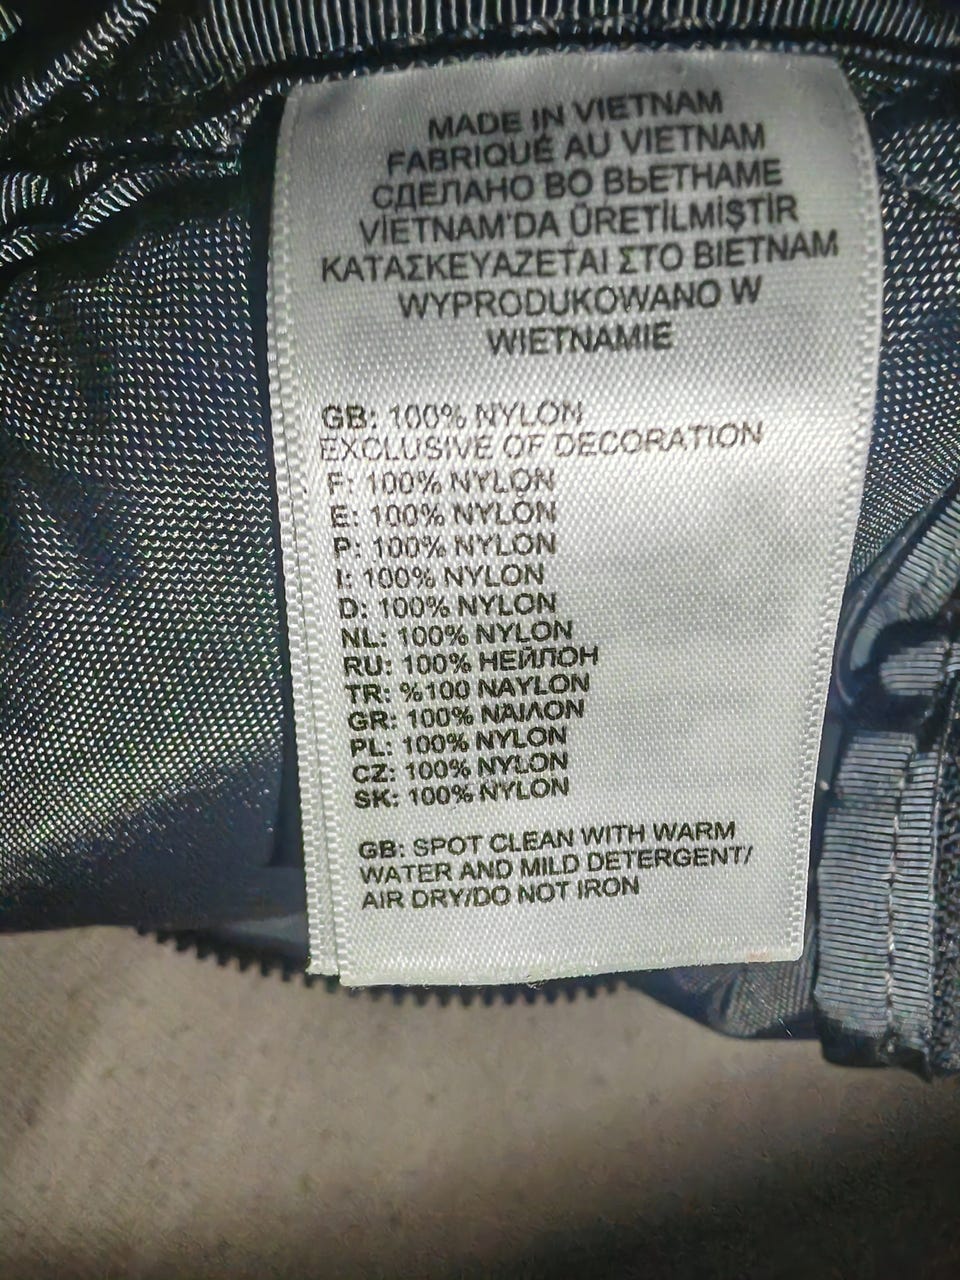 MADE IN VIETNAM
FABRIQUÉ AU VIETNAM
СДЕЛАНО ВО ВЬЕТНАМЕ
VİETNAM'DA ÜRETİLMİŞTİR
ΚΑΤΑΣΚΕΥΑΖΕΤΑΙ ΣΤΟ ΒΙΕΤΝΑΜ
WYPRODUKOWANO W
WIETNAMIE
GB: 100% NYLON
EXCLUSIVE OF DECORATION
F: 100% NYLON
E: 100% NYLON
P: 100% NYLON
I: 100% NYLON
D: 100% NYLON
NL: 100% NYLON
RU: 100% НЕЙЛОН
TR: %100 NAYLON
GR: 100% ΝΑΪΛΟΝ
PL: 100% NYLON
CZ: 100% NYLON
SK: 100% NYLON
GB: SPOT CLEAN WITH WARM
WATER AND MILD DETERGENT/
AIR DRY/DO NOT IRON